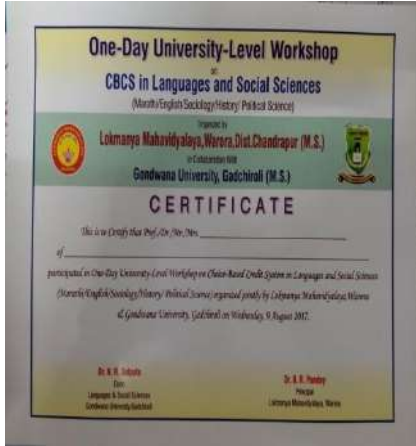 One-Day University-Level Workshop
on
CBCS in Languages and Social Sciences
(Marathi/English/Sociology/History/ Political Science)
Organized by
Lokmanya Mahavidyalaya, Warora, Dist. Chandrapur (M.S.)
in Collaboration With
Gondwana University, Gadchiroli (M.S.)
CERTIFICATE
This is to Certify that Prof./Dr./Mr./Mrs.
of
participated in One-Day University-Level Workshop on Choice-Based Credit System in Languages and Social Sciences
(Marathi/English/Sociology/History/ Political Science) organized jointly by Lokmanya Mahavidyalaya, Warora
& Gondwana University, Gadchiroli on Wednesday, 9 August 2017.
Dr. 
Dean
Languages & Social Sciences
Gondwana University, Gadchiroli
Dr. 
Principal
Lokmanya Mahavidyalaya, Warora